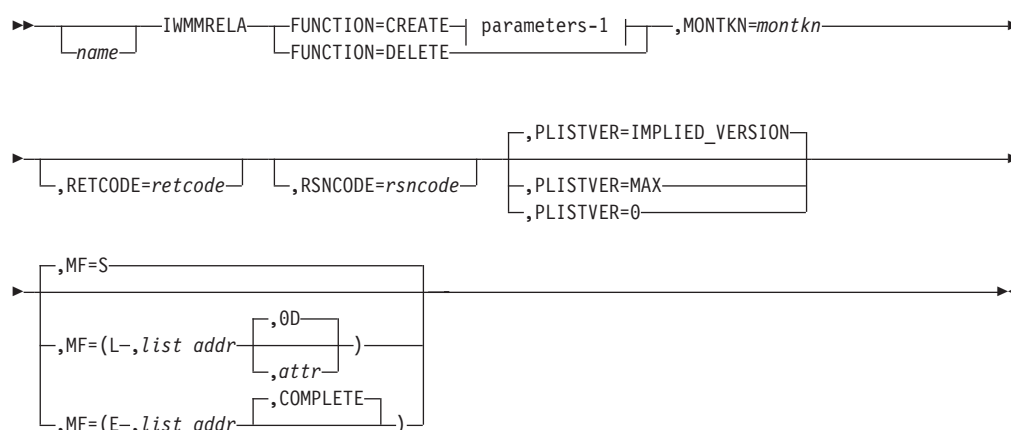 IWMMRELA FUNCTION=CREATE parameters-1 ,MONTKN=montkn
name FUNCTION=DELETE
,PLISTVER=IMPLIED_VERSION
,RETCODE=retcode ,RSNCODE=rsncode ,PLISTVER=MAX
,PLISTVER=0
,MF=S
,0D
,MF=(L ,list addr )
,attr
,COMPLETE
,MF=(E ,list addr )